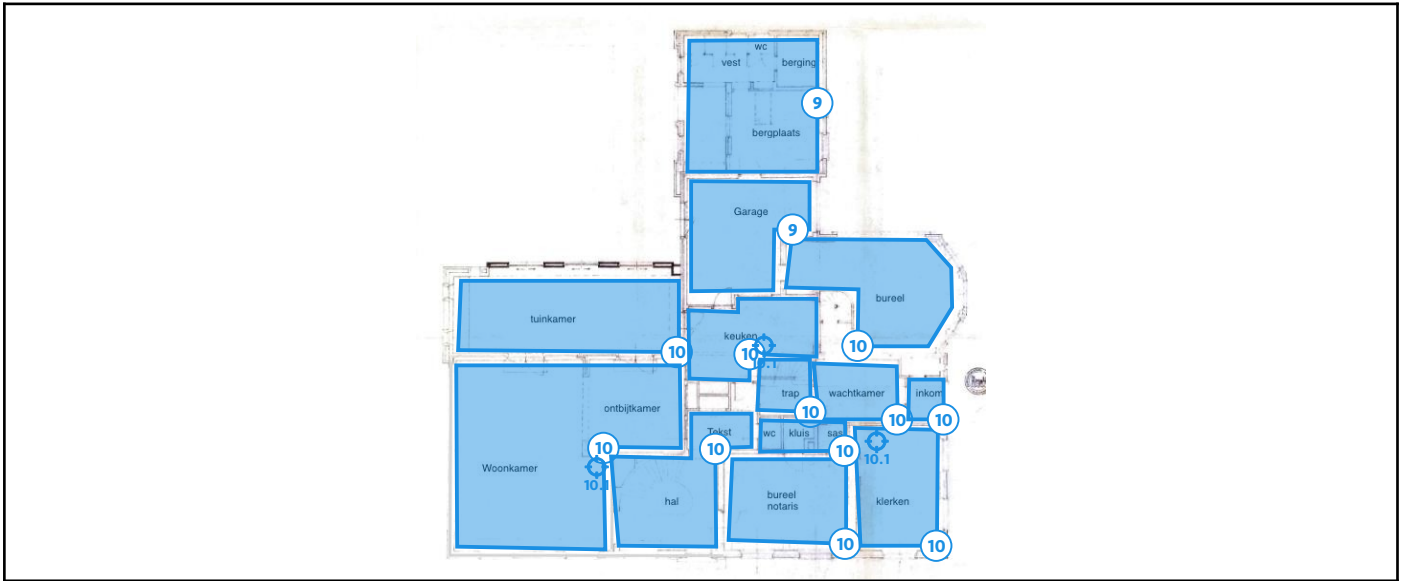 wc
vest
berging
9
bergplaats
Garage
9
bureel
tuinkamer
keuken
10
10
10.1
10
ontbijtkamer
trap
wachtkamer
inkom
10
10
10
Tekst
wc
kluis
sas
10
10
10
10.1
Woonkamer
10.1
hal
bureel
notaris
klerken
10
10